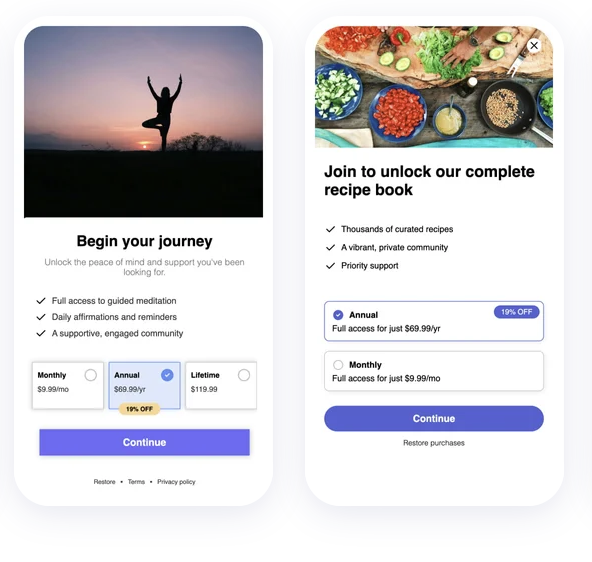 Begin your journey
Unlock the peace of mind and support you've been
looking for.
Full access to guided meditation
Daily affirmations and reminders
A supportive, engaged community
Monthly
$9.99/mo
Annual
$69.99/yr
19% OFF
Lifetime
$119.99
Continue
Restore • Terms • Privacy policy
Join to unlock our complete
recipe book
Thousands of curated recipes
A vibrant, private community
Priority support
19% OFF
Annual
Full access for just $69.99/yr
Monthly
Full access for just $9.99/mo
Continue
Restore purchases